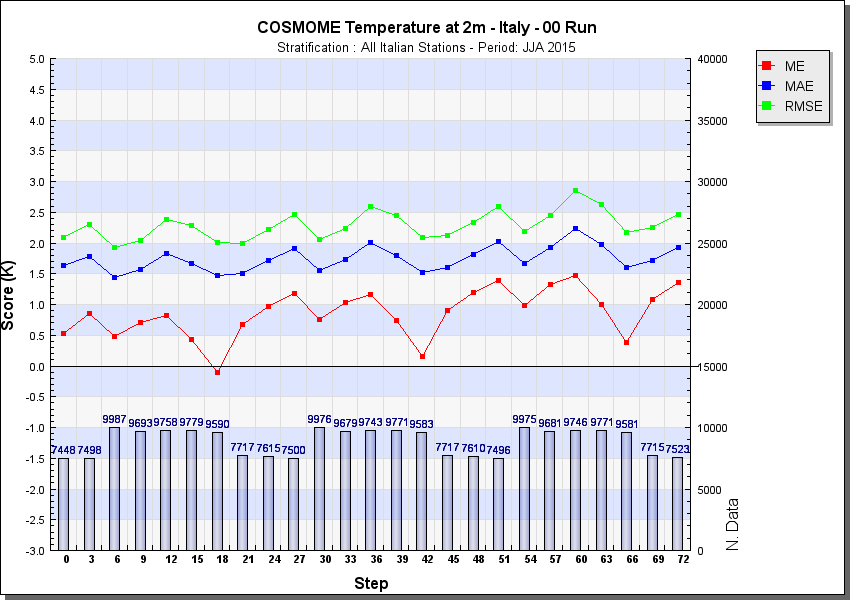 COSMOME Temperature at 2m - Italy - 00 Run
Stratification : All Italian Stations - Period: JJA 2015
ME
MAE
RMSE
5.0 40000
4.5
4.0 35000
3.5
3.0 30000
2.5
2.0 25000
1.5
1.0 20000
0.5
0.0 15000
-0.5
-1.0 10000
-1.5
-2.0 5000
-2.5
-3.0 0
Score (K)
N. Data
7448 7498 9987 9693 9758 9779 9590 7717 7615 7500 9976 9679 9743 9771 9583 7717 7610 7496 9975 9681 9746 9771 9581 7715 7523
0 3 6 9 12 15 18 21 24 27 30 33 36 39 42 45 48 51 54 57 60 63 66 69 72
Step